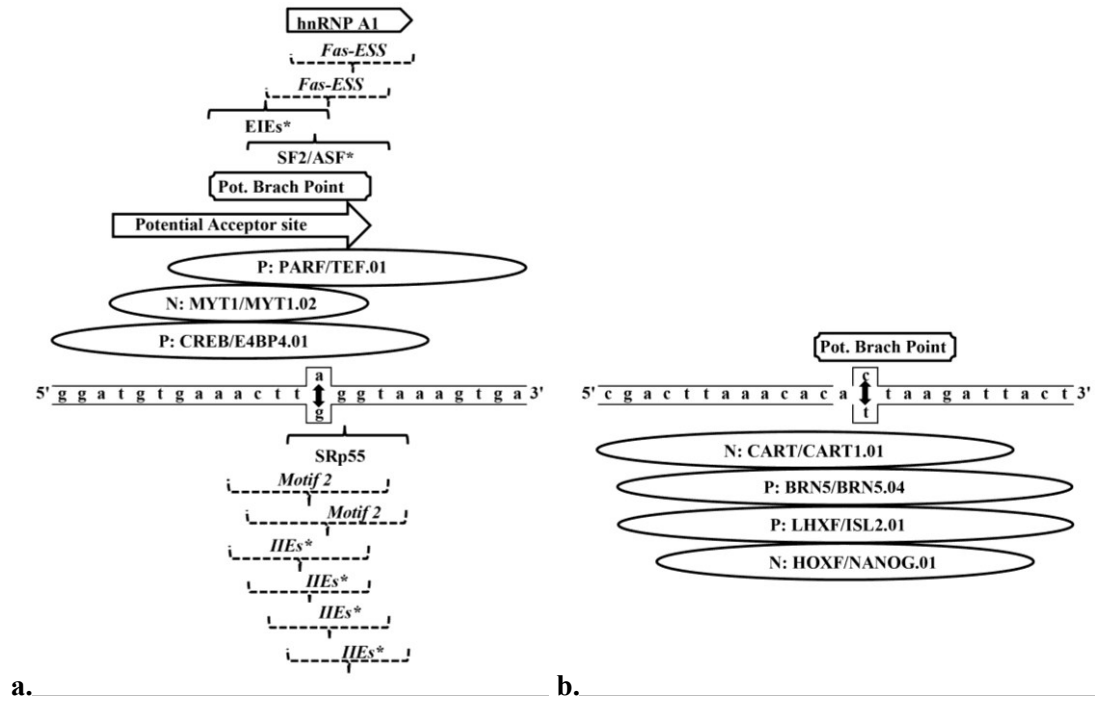 hnRNP A1
Fas-ESS
Fas-ESS
EIEs*
SF2/ASF*
Pot. Brach Point
Potential Acceptor site
P: PARF/TEF.01
N: MYT1/MYT1.02
P: CREB/E4BP4.01
a
5' g g a t g t g a a a c t t g g t a a a g t g a 3'
g
SRp55
Motif 2
Motif 2
IIEs*
IIEs*
IIEs*
IIEs*
a.
Pot. Brach Point
c
5' c g a c t t a a a c a c a t a a g a t t a c t 3'
t
N: CART/CART1.01
P: BRN5/BRN5.04
P: LHXF/ISL2.01
N: HOXF/NANOG.01
b.